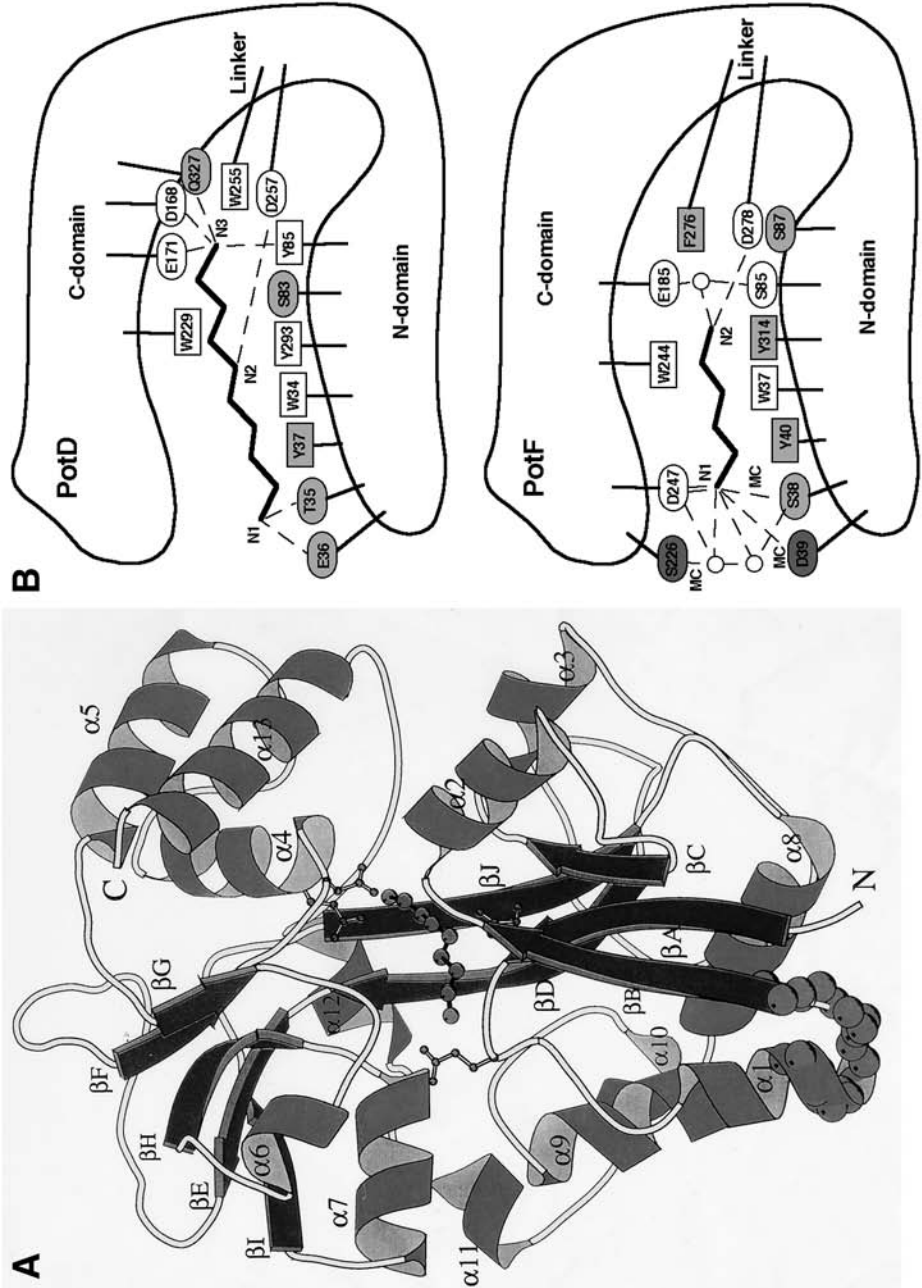 A
α5
α13
α4
C
α2
α3
βJ
βC
α8
N
βG
βF
βH
βE
βI
α6
α7
α12
βD
βA
βB
α10
α1
α9
α11
B
PotD
C-domain
W229
E171
D168
Q327
N3
W255
Linker
D257
Y85
S83
N2
Y293
W34
Y37
T35
N1
E36
N-domain
PotF
C-domain
S226
D247
W244
E185
F276
Linker
D278
S87
S85
N2
Y314
W37
Y40
N1
MC
S38
MC
D39
MC
N-domain